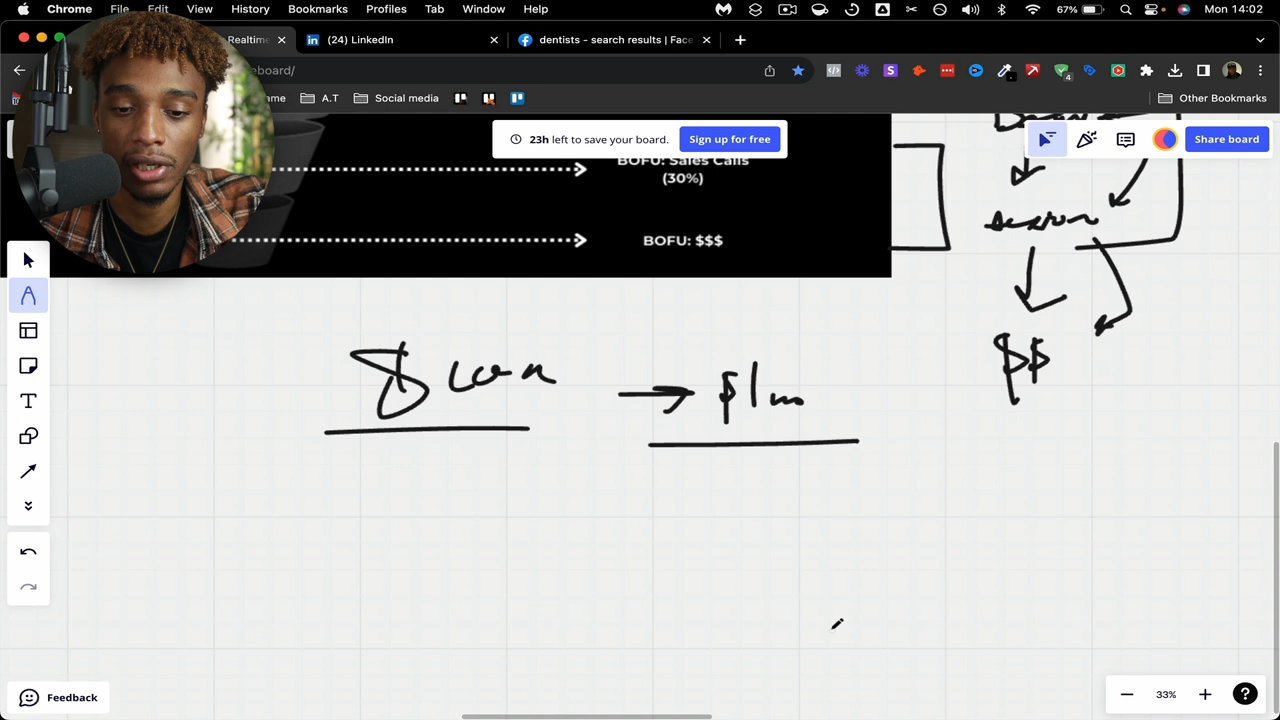 Chrome File Edit View History Bookmarks Profiles Tab Window Help 67% Mon 14:02
Realtime (24) LinkedIn dentists - search results | Face
eboard/
me A.T Social media Other Bookmarks
23h left to save your board. Sign up for free Share board
BOFU: Sales Calls
(30%)
BOFU: $$$
$$
$1m
Feedback 33%